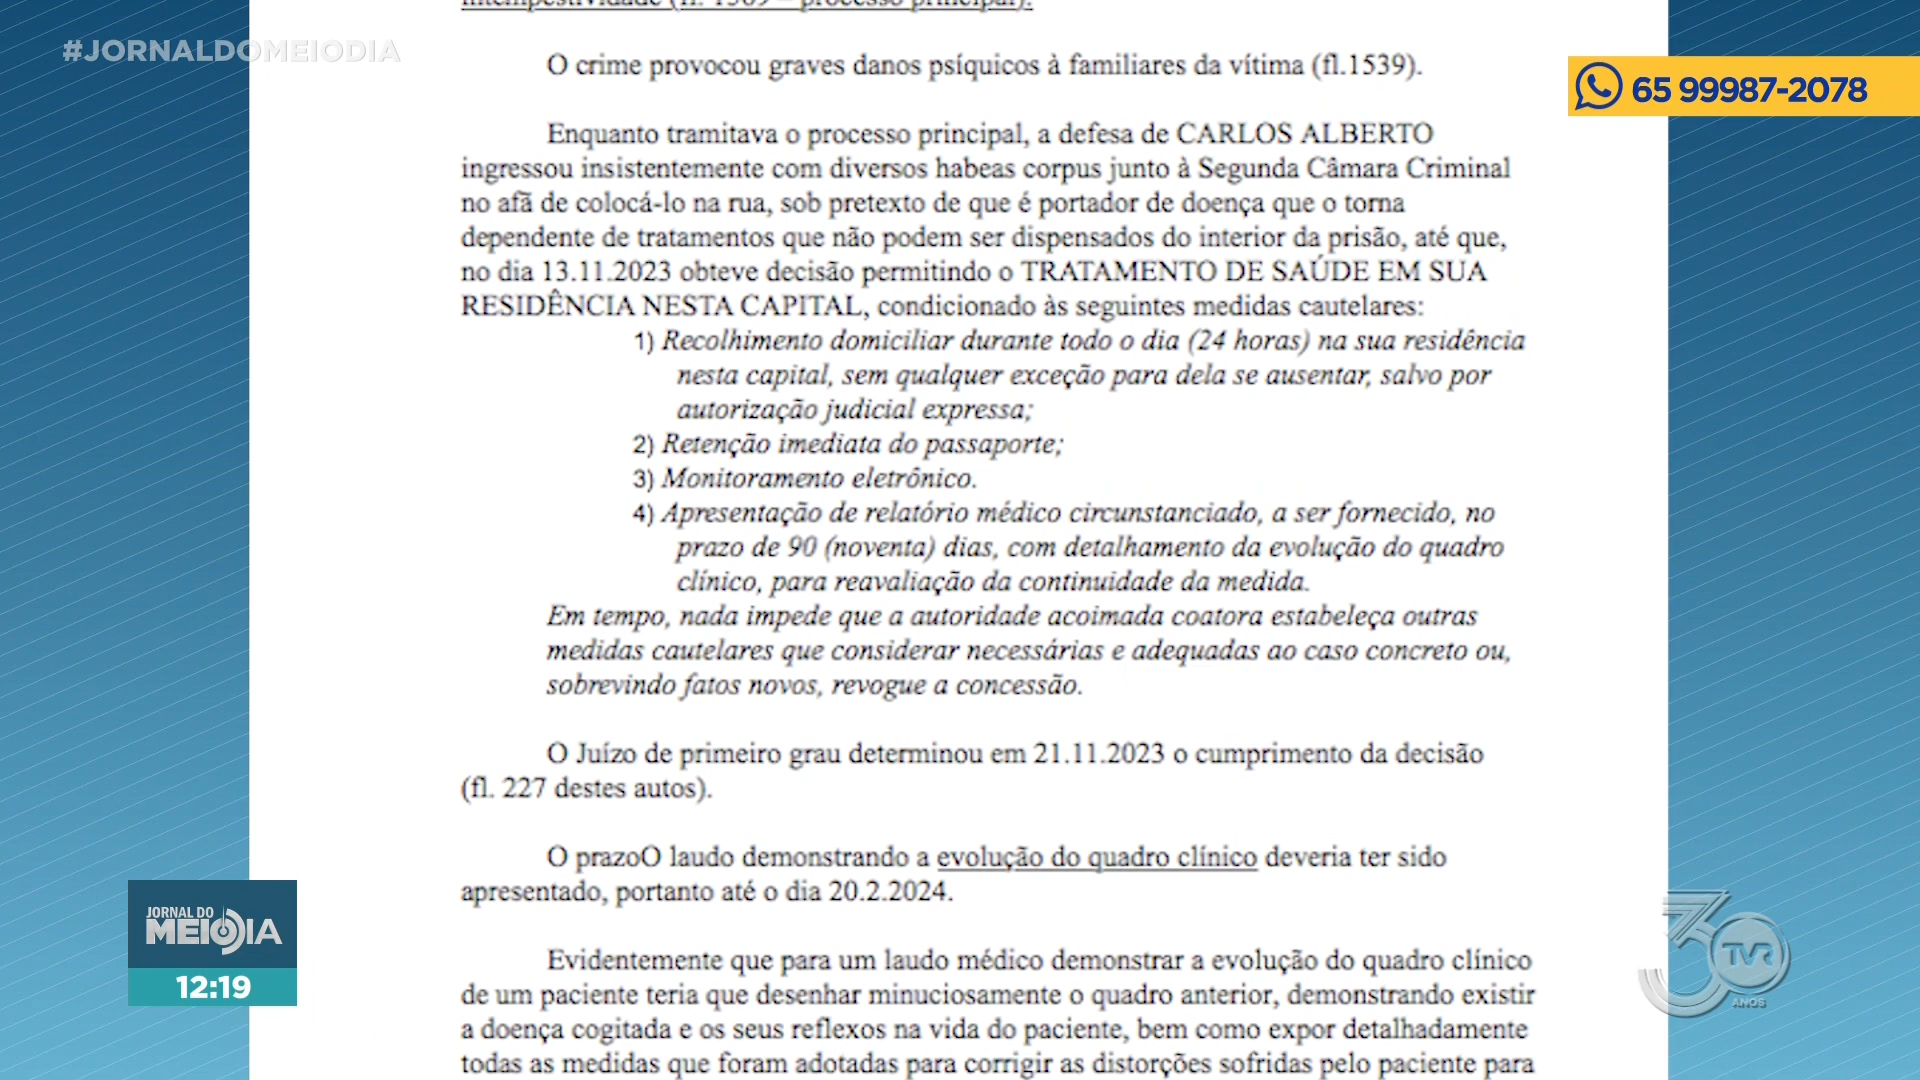 intempestividade (fl. 1569 – processo principal).
#JORNALDOMEIODIA
O crime provocou graves danos psíquicos à familiares da vítima (fl.1539).
65 99987-2078
Enquanto tramitava o processo principal, a defesa de CARLOS ALBERTO
ingressou insistentemente com diversos habeas corpus junto à Segunda Câmara Criminal
no afã de colocá-lo na rua, sob pretexto de que é portador de doença que o torna
dependente de tratamentos que não podem ser dispensados do interior da prisão, até que,
no dia 13.11.2023 obteve decisão permitindo o TRATAMENTO DE SAÚDE EM SUA
RESIDÊNCIA NESTA CAPITAL, condicionado às seguintes medidas cautelares:
1) Recolhimento domiciliar durante todo o dia (24 horas) na sua residência
nesta capital, sem qualquer exceção para dela se ausentar, salvo por
autorização judicial expressa;
2) Retenção imediata do passaporte;
3) Monitoramento eletrônico.
4) Apresentação de relatório médico circunstanciado, a ser fornecido, no
prazo de 90 (noventa) dias, com detalhamento da evolução do quadro
clínico, para reavaliação da continuidade da medida.
Em tempo, nada impede que a autoridade acoimada coatora estabeleça outras
medidas cautelares que considerar necessárias e adequadas ao caso concreto ou,
sobrevindo fatos novos, revogue a concessão.
O Juízo de primeiro grau determinou em 21.11.2023 o cumprimento da decisão
(fl. 227 destes autos).
O prazoO laudo demonstrando a evolução do quadro clínico deveria ter sido
apresentado, portanto até o dia 20.2.2024.
Evidentemente que para um laudo médico demonstrar a evolução do quadro clínico
de um paciente teria que desenhar minuciosamente o quadro anterior, demonstrando existir
a doença cogitada e os seus reflexos na vida do paciente, bem como expor detalhadamente
todas as medidas que foram adotadas para corrigir as distorções sofridas pelo paciente para
JORNAL DO
MEIODIA
12:19
30
TVR
ANOS